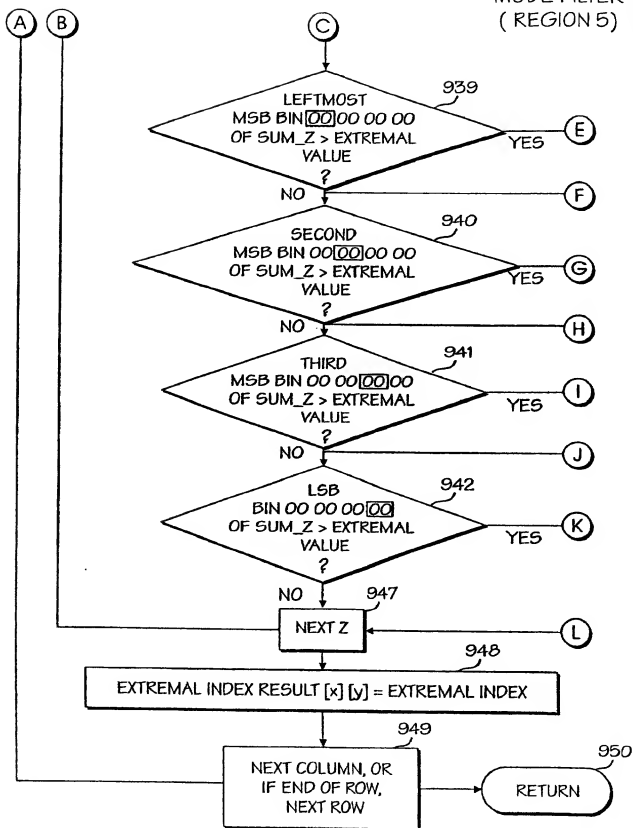 MODE FILTER
( REGION 5)
A
B
C
939
LEFTMOST
MSB BIN 00 00 00 00
OF SUM_Z > EXTREMAL
VALUE
?
YES
E
NO
F
940
SECOND
MSB BIN 00 00 00 00
OF SUM_Z > EXTREMAL
VALUE
?
YES
G
NO
H
941
THIRD
MSB BIN 00 00 00 00
OF SUM_Z > EXTREMAL
VALUE
?
YES
I
NO
J
942
LSB
BIN 00 00 00 00
OF SUM_Z > EXTREMAL
VALUE
?
YES
K
NO
947
NEXT Z
L
948
EXTREMAL INDEX RESULT [x] [y] = EXTREMAL INDEX
949
NEXT COLUMN, OR
IF END OF ROW,
NEXT ROW
950
RETURN